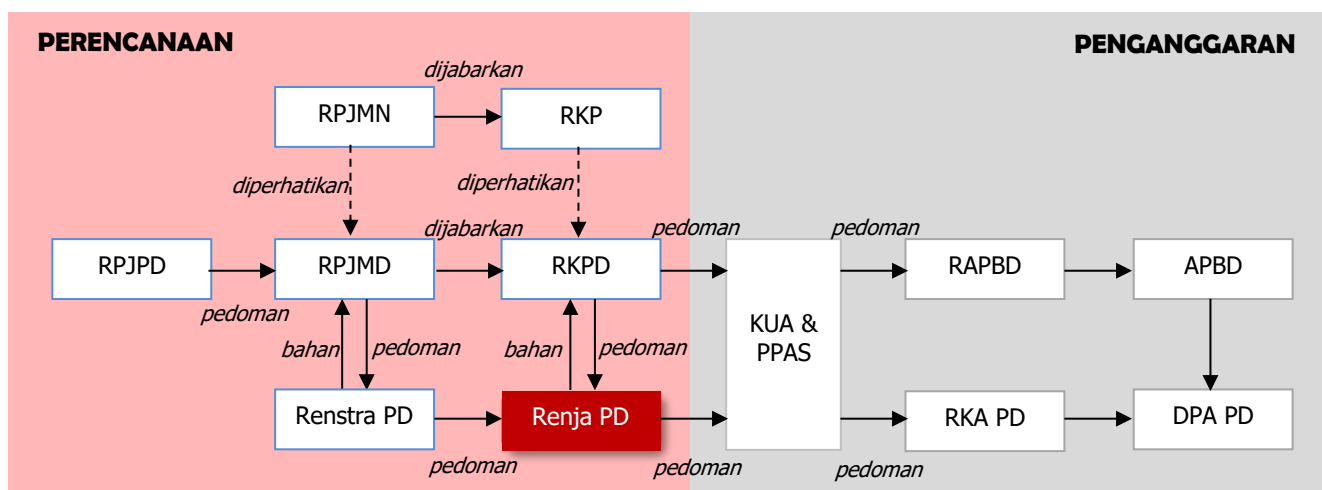 PERENCANAAN
PENGANGGARAN
dijabarkan
RPJMN
RKP
diperhatikan
diperhatikan
dijabarkan
pedoman
pedoman
RPJPD
RPJMD
RKPD
RAPBD
APBD
pedoman
KUA &
PPAS
bahan
pedoman
bahan
pedoman
Renstra PD
Renja PD
RKA PD
DPA PD
pedoman
pedoman
pedoman